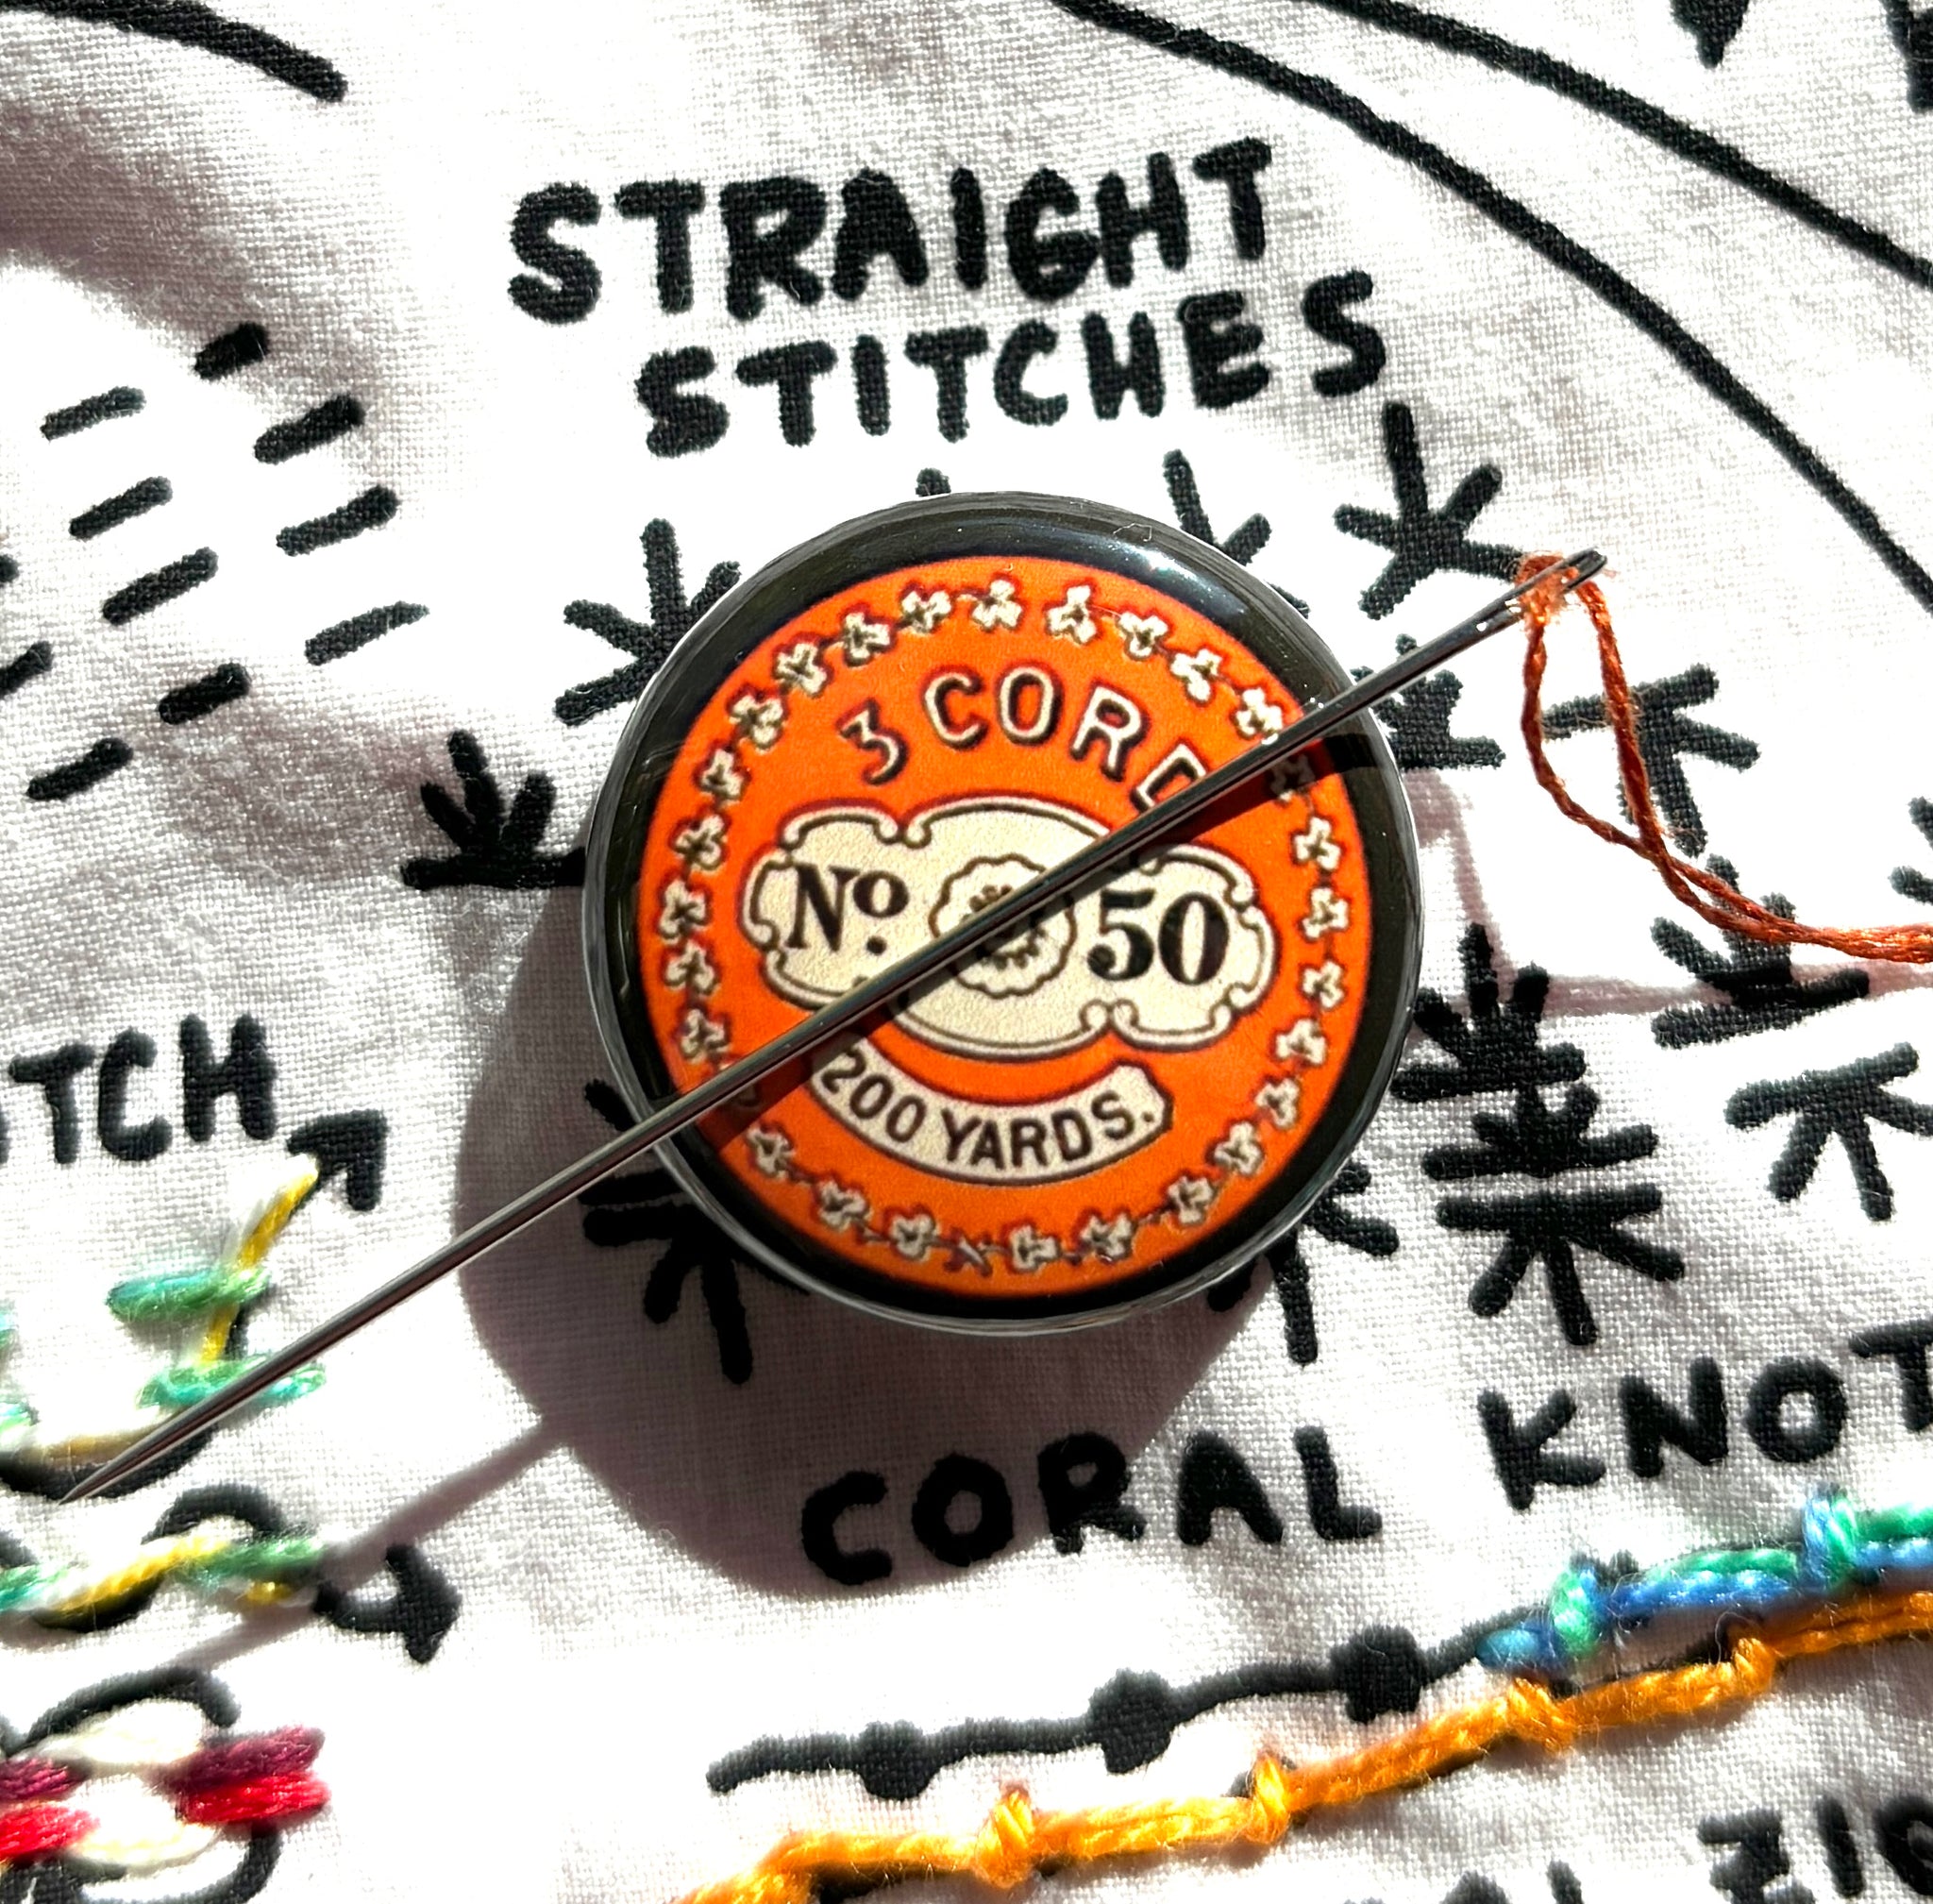 STRAIGHT
STITCHES
3 CORD
No. 50
200 YARDS.
TCH
CORAL KNOT